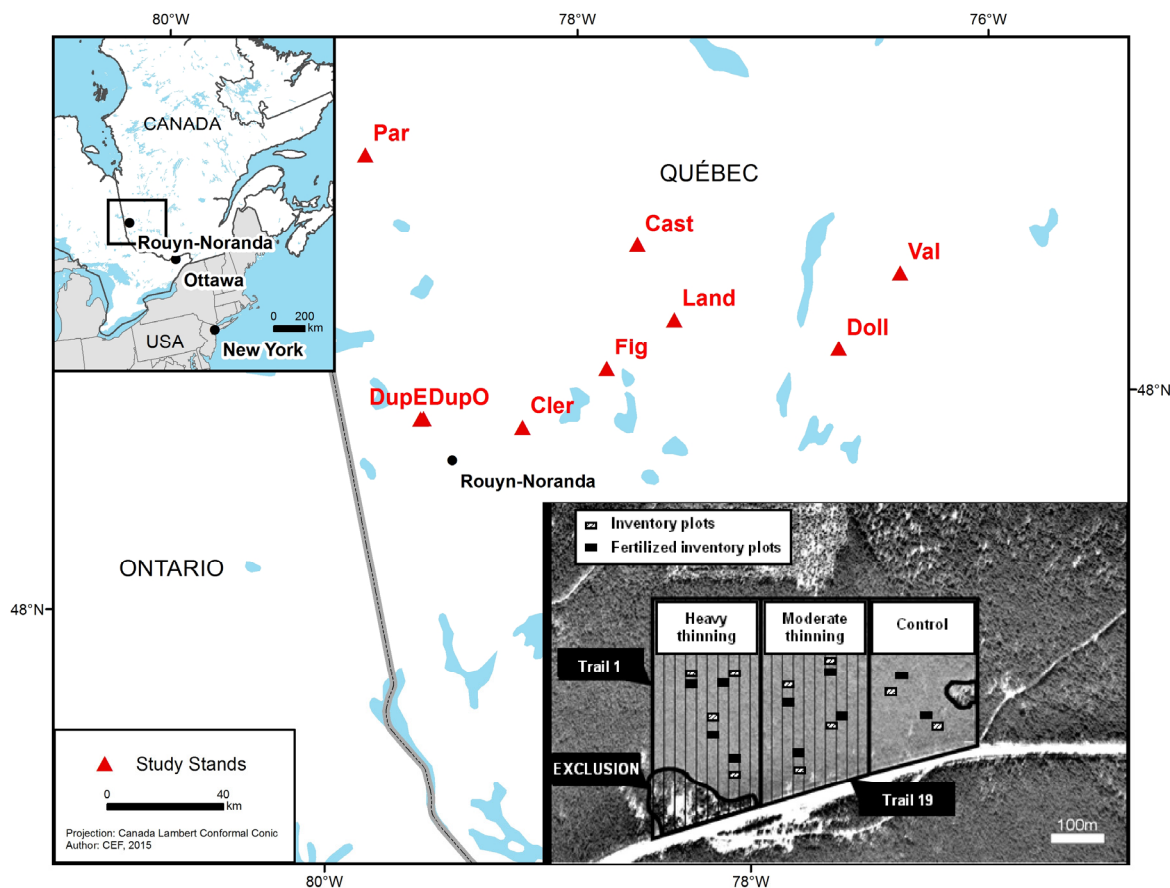 80°W
78°W
76°W
CANADA
Rouyn-Noranda
Ottawa
0 200
km
USA
New York
Par
QUÉBEC
Cast
Val
Land
Doll
Fig
48°N
DupEDupO
Cler
Rouyn-Noranda
ONTARIO
48°N
Inventory plots
Fertilized inventory plots
Heavy
thinning
Moderate
thinning
Control
Trail 1
EXCLUSION
Trail 19
100m
Study Stands
0 40
km
Projection: Canada Lambert Conformal Conic
Author: CEF, 2015
80°W
78°W